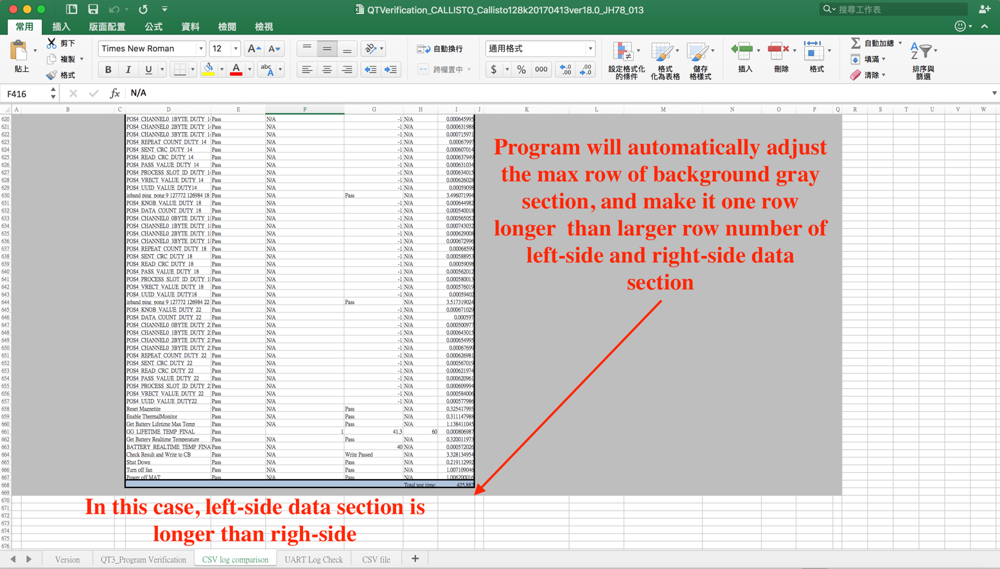 QTVerification_CALLISTO_Callisto128k20170413ver18.0_JH78_013
搜尋工作表
常用 插入 版面配置 公式 資料 校閱 檢視
貼上
剪下
複製
格式
Times New Roman 12
A A
B I U A abc A
自動換行
跨欄置中
通用格式
$ % 000 .0 .00 .00 .0
設定格式化的條件
格式化為表格
儲存格樣式
插入
刪除
格式
自動加總
填滿
清除
排序與篩選
F416 fx N/A
A B C D E F G H I J K L M N O P Q R S T U V W
620 POS4 CHANNEL0 1BYTE DUTY 14 Pass N/A -1 N/A 0.000645995
621 POS4 CHANNEL0 2BYTE DUTY 14 Pass N/A -1 N/A 0.000631988
622 POS4 CHANNEL0 3BYTE DUTY 14 Pass N/A -1 N/A 0.000715971
623 POS4 REPEAT COUNT DUTY 14 Pass N/A -1 N/A 0.00067997
624 POS4 SENT CRC DUTY 14 Pass N/A -1 N/A 0.000607014
625 POS4 READ CRC DUTY 14 Pass N/A -1 N/A 0.000637949
626 POS4 PASS VALUE DUTY 14 Pass N/A -1 N/A 0.000631034
627 POS4 PROCESS SLOT ID DUTY 14 Pass N/A -1 N/A 0.000634015
628 POS4 VRECT VALUE DUTY 14 Pass N/A -1 N/A 0.000626028
629 POS4 UUID VALUE DUTY14 Pass N/A -1 N/A 0.00059098
630 inband ping pong 9 127772 126984 18 Pass N/A Pass N/A 3.496071994
631 POS4 KNOB VALUE DUTY 18 Pass N/A -1 N/A 0.000644982
632 POS4 DATA COUNT DUTY 18 Pass N/A -1 N/A 0.000540018
633 POS4 CHANNEL0 0BYTE DUTY 18 Pass N/A -1 N/A 0.000565052
634 POS4 CHANNEL0 1BYTE DUTY 18 Pass N/A -1 N/A 0.000743032
635 POS4 CHANNEL0 2BYTE DUTY 18 Pass N/A -1 N/A 0.000629008
636 POS4 CHANNEL0 3BYTE DUTY 18 Pass N/A -1 N/A 0.000672996
637 POS4 REPEAT COUNT DUTY 18 Pass N/A -1 N/A 0.00068599
638 POS4 SENT CRC DUTY 18 Pass N/A -1 N/A 0.000588953
639 POS4 READ CRC DUTY 18 Pass N/A -1 N/A 0.00059098
640 POS4 PASS VALUE DUTY 18 Pass N/A -1 N/A 0.000562012
641 POS4 PROCESS SLOT ID DUTY 18 Pass N/A -1 N/A 0.000580013
642 POS4 VRECT VALUE DUTY 18 Pass N/A -1 N/A 0.000576019
643 POS4 UUID VALUE DUTY18 Pass N/A -1 N/A 0.00059402
644 inband ping pong 9 127772 126984 22 Pass N/A Pass N/A 3.517319024
645 POS4 KNOB VALUE DUTY 22 Pass N/A -1 N/A 0.000671029
646 POS4 DATA COUNT DUTY 22 Pass N/A -1 N/A 0.000597
647 POS4 CHANNEL0 0BYTE DUTY 22 Pass N/A -1 N/A 0.000500977
648 POS4 CHANNEL0 1BYTE DUTY 22 Pass N/A -1 N/A 0.000643015
649 POS4 CHANNEL0 2BYTE DUTY 22 Pass N/A -1 N/A 0.000654995
650 POS4 CHANNEL0 3BYTE DUTY 22 Pass N/A -1 N/A 0.00067699
651 POS4 REPEAT COUNT DUTY 22 Pass N/A -1 N/A 0.000626981
652 POS4 SENT CRC DUTY 22 Pass N/A -1 N/A 0.000567019
653 POS4 READ CRC DUTY 22 Pass N/A -1 N/A 0.000621974
654 POS4 PASS VALUE DUTY 22 Pass N/A -1 N/A 0.000620961
655 POS4 PROCESS SLOT ID DUTY 22 Pass N/A -1 N/A 0.000609994
656 POS4 VRECT VALUE DUTY 22 Pass N/A -1 N/A 0.000584006
657 POS4 UUID VALUE DUTY22 Pass N/A -1 N/A 0.000577986
658 Reset Magnetite Pass N/A Pass N/A 0.325417995
659 Enable ThermalMonitor Pass N/A Pass N/A 0.311147988
660 Get Battery Lifetime Max Temp Pass N/A Pass N/A 1.138411045
661 GG LIFETIME TEMP FINAL Pass 1 41.3 60 0.000806987
662 Get Battery Realtime Temperature Pass N/A Pass N/A 0.320011973
663 BATTERY REALTIME TEMP FINA Pass N/A 40 N/A 0.000572026
664 Check Result and Write to CB Pass N/A Write Passed N/A 3.328134954
665 Shut Down Pass N/A Pass N/A 0.219112992
666 Turn off fan Pass N/A Pass N/A 1.007109046
667 Power off MAT Pass N/A Pass N/A 1.006200016
668 Total test time: 425.882
669
670
671
672
673
674
675
676
Program will automatically adjust
the max row of background gray
section, and make it one row
longer than larger row number of
left-side and right-side data
section
In this case, left-side data section is
longer than righ-side
Version QT3_Program Verification CSV log comparison UART Log Check CSV file +